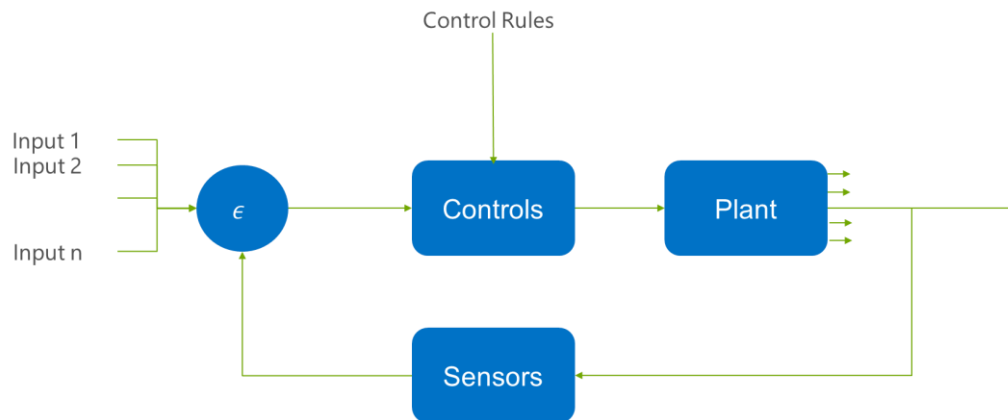 Control Rules
Input 1
Input 2
Input n
ϵ
Controls
Plant
Sensors